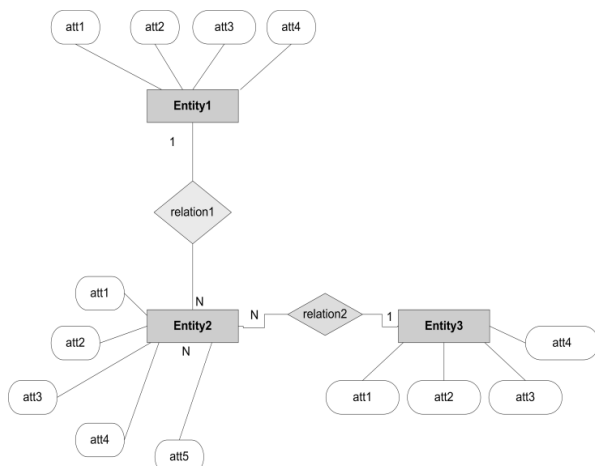 att1
att2
att3
att4
Entity1
1
relation1
N
att1
att2
Entity2
N
att3
att4
att5
N
relation2
1
Entity3
att4
att1
att2
att3